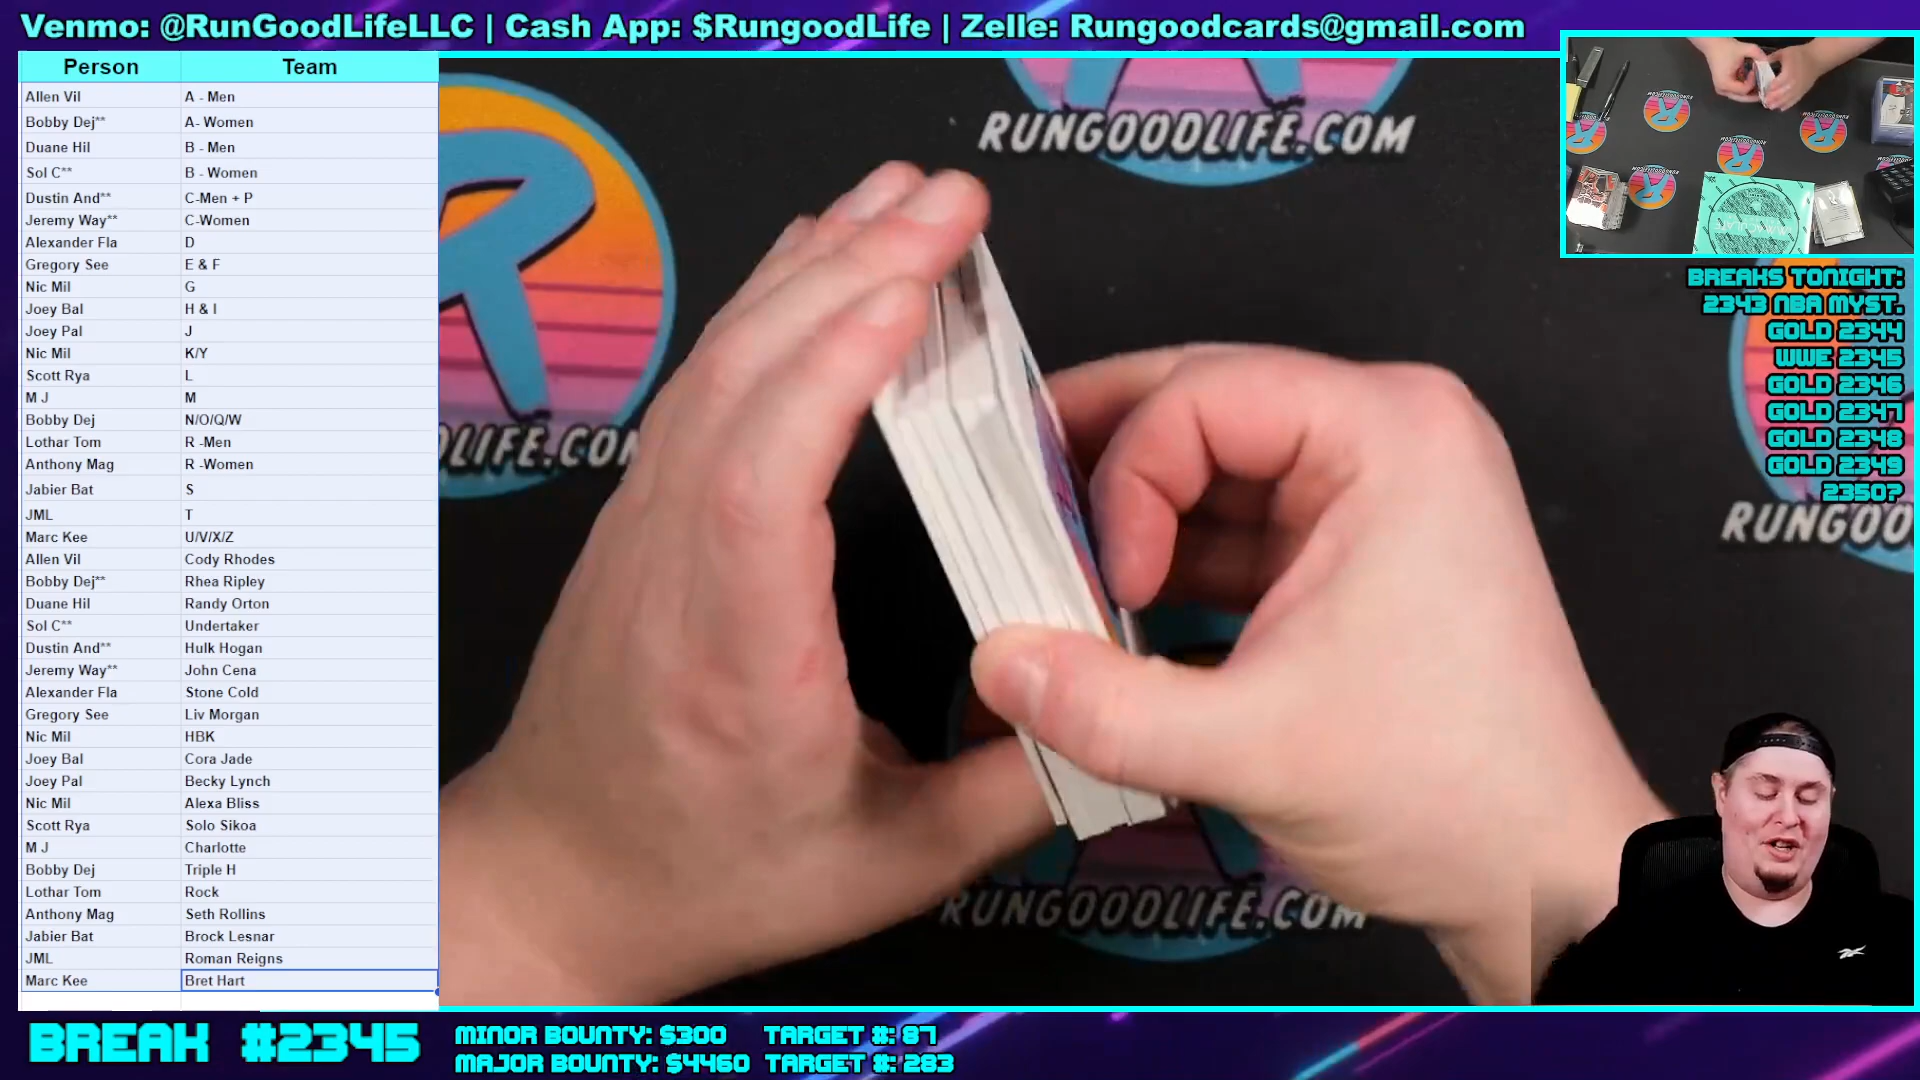 Venmo: @RunGoodLifeLLC | Cash App: $RungoodLife | Zelle: Rungoodcards@gmail.com
Person Team
Allen Vil A - Men
Bobby Dej** A- Women
Duane Hil B - Men
Sol C** B - Women
Dustin And** C-Men + P
Jeremy Way** C-Women
Alexander Fla D
Gregory See E & F
Nic Mil G
Joey Bal H & I
Joey Pal J
Nic Mil K/Y
Scott Rya L
M J M
Bobby Dej N/O/Q/W
Lothar Tom R -Men
Anthony Mag R -Women
Jabier Bat S
JML T
Marc Kee U/V/X/Z
Allen Vil Cody Rhodes
Bobby Dej** Rhea Ripley
Duane Hil Randy Orton
Sol C** Undertaker
Dustin And** Hulk Hogan
Jeremy Way** John Cena
Alexander Fla Stone Cold
Gregory See Liv Morgan
Nic Mil HBK
Joey Bal Cora Jade
Joey Pal Becky Lynch
Nic Mil Alexa Bliss
Scott Rya Solo Sikoa
M J Charlotte
Bobby Dej Triple H
Lothar Tom Rock
Anthony Mag Seth Rollins
Jabier Bat Brock Lesnar
JML Roman Reigns
Marc Kee Bret Hart
RUNGOODLIFE.COM
DLIFE.COM
RUNGOO
RUNGOODLIFE.COM
BREAKS TONIGHT:
2343 NBA MYST.
GOLD 2344
WWE 2345
GOLD 2346
GOLD 2347
GOLD 2348
GOLD 2349
2350?
BREAK #2345
MINOR BOUNTY: $300 TARGET #: 87
MAJOR BOUNTY: $4460 TARGET #: 283